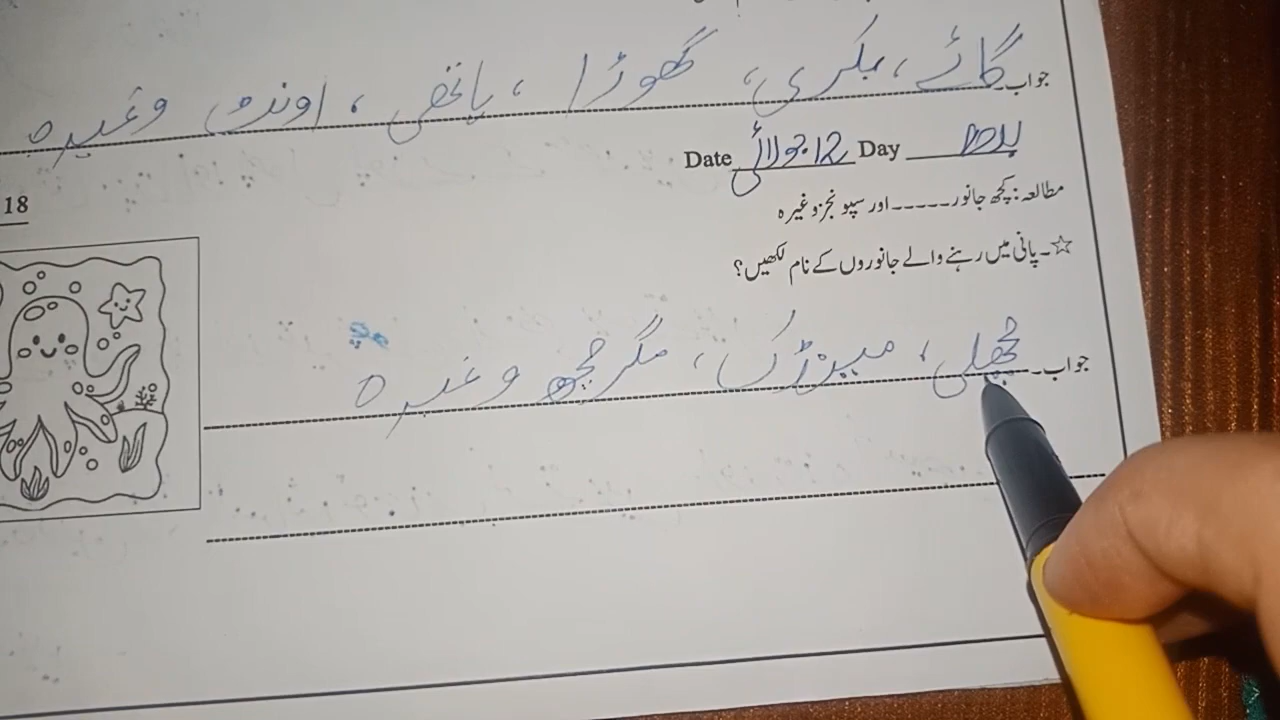 جواب۔ گائے ، بکری ، گھوڑا ، ہاتھی ، اونٹ وغیرہ
Date 12 جولائی Day بدھ
مطالعہ: کچھ جانور۔۔۔۔۔اور سپونجز وغیرہ
18
☆۔پانی میں رہنے والے جانوروں کے نام لکھیں؟
جواب۔ مچھلی ، مینڈک ، مگرمچھ وغیرہ